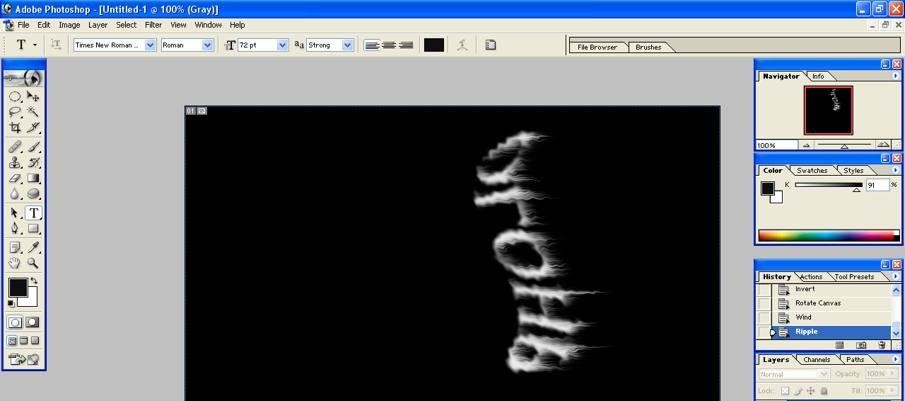 Adobe Photoshop - [Untitled-1 @ 100% (Gray)]
File Edit Image Layer Select Filter View Window Help
T Times New Roman ... Roman T 72 pt aa Strong File Browser Brushes
Navigator Info
01
100%
Color Swatches Styles
K 91 %
T
History Actions Tool Presets
Invert
Rotate Canvas
Wind
Ripple
Layers Channels Paths
Normal Opacity: 100%
Lock: Fill: 100%